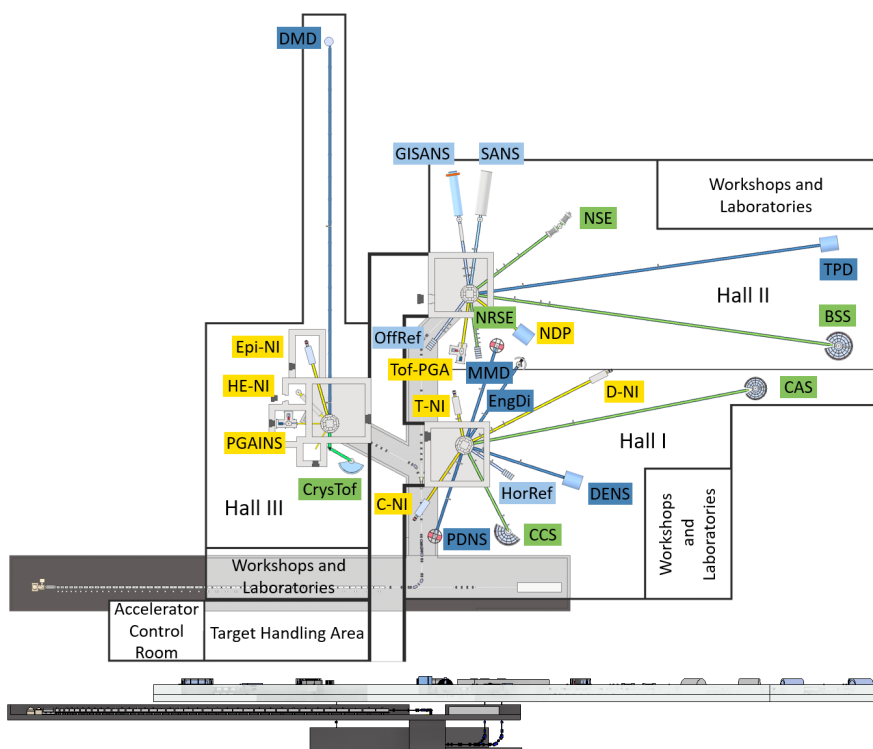 DMD
GISANS
SANS
Workshops and
Laboratories
NSE
TPD
Hall II
BSS
NRSE
OffRef
NDP
Epi-NI
Tof-PGA
MMD
HE-NI
T-NI
EngDi
D-NI
CAS
PGAINS
Hall I
CrysTof
HorRef
DENS
C-NI
Hall III
PDNS
CCS
Workshops
and
Laboratories
Workshops and
Laboratories
Accelerator
Control
Room
Target Handling Area